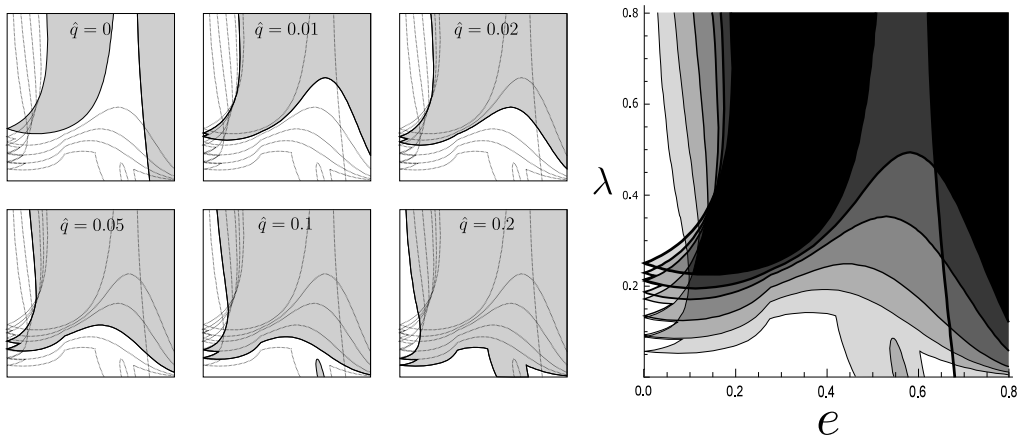 q̂ = 0
q̂ = 0.01
q̂ = 0.02
q̂ = 0.05
q̂ = 0.1
q̂ = 0.2
0.8
0.6
λ
0.4
0.2
0.0 0.2 0.4 0.6 0.8
e